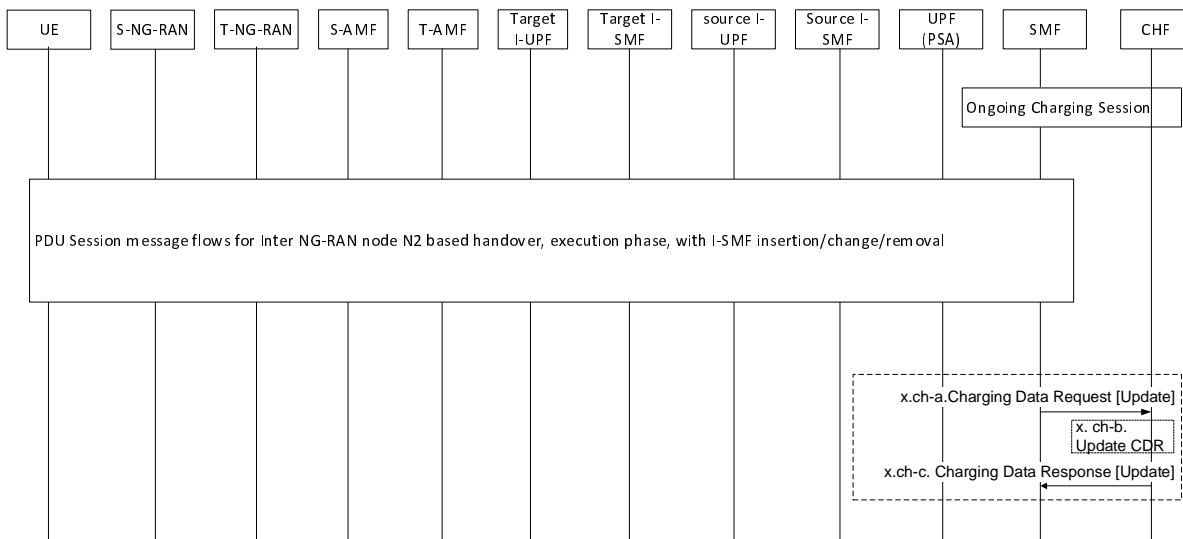 UE
S-NG-RAN
T-NG-RAN
S-AMF
T-AMF
Target
I-UPF
Target I-
SMF
source I-
UPF
Source I-
SMF
UPF
(PSA)
SMF
CHF
Ongoing Charging Session
PDU Session message flows for Inter NG-RAN node N2 based handover, execution phase, with I-SMF insertion/change/removal
x.ch-a.Charging Data Request [Update]
x. ch-b.
Update CDR
x.ch-c. Charging Data Response [Update]